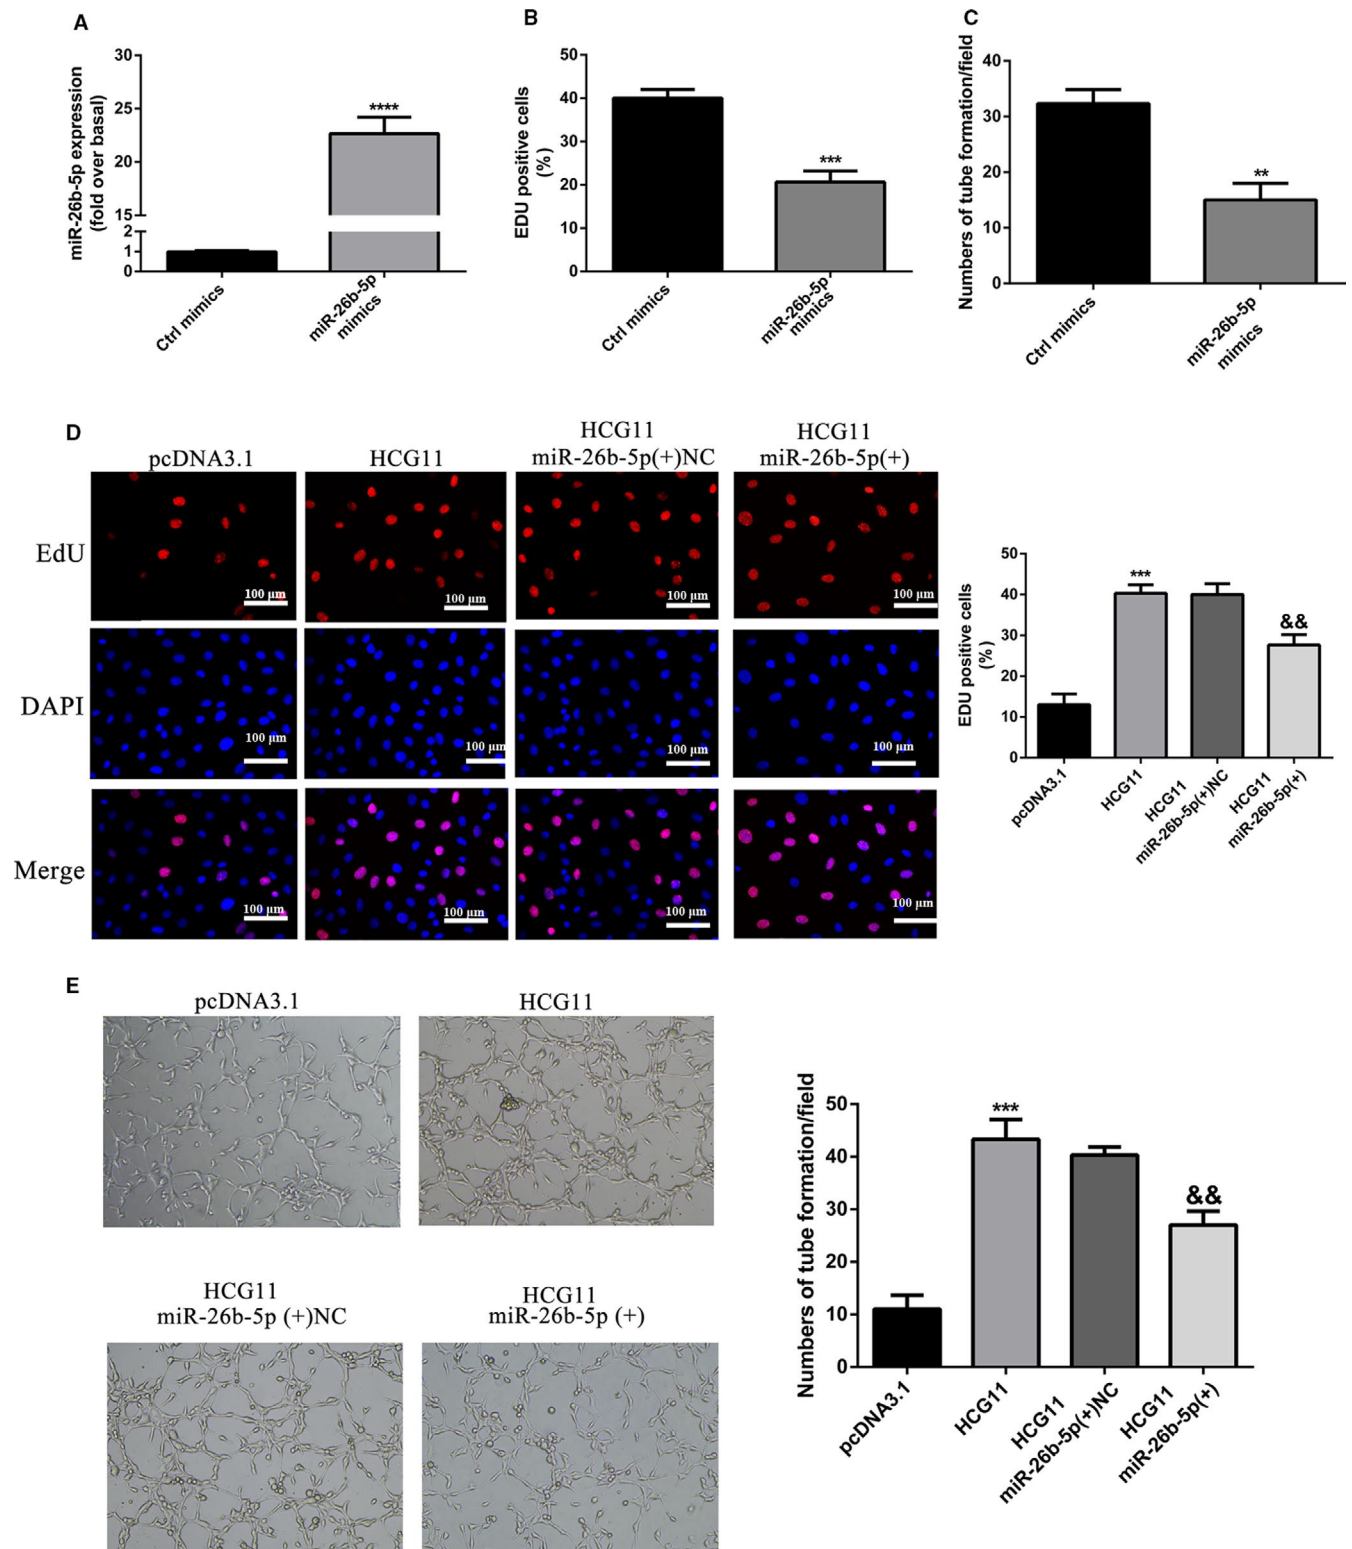 A
miR-26b-5p expression
(fold over basal)
30
25
20
15
2
1
0
****
Ctrl mimics
miR-26b-5p
mimics
B
EDU positive cells
(%)
50
40
30
20
10
0
***
Ctrl mimics
miR-26b-5p
mimics
C
Numbers of tube formation/field
40
30
20
10
0
**
Ctrl mimics
miR-26b-5p
mimics
D
pcDNA3.1
HCG11
HCG11
miR-26b-5p(+)NC
HCG11
miR-26b-5p(+)
EdU
100 μm
100 μm
100 μm
100 μm
DAPI
100 μm
100 μm
100 μm
100 μm
Merge
100 μm
100 μm
100 μm
100 μm
EDU positive cells
(%)
50
40
30
20
10
0
***
&&
pcDNA3.1
HCG11
HCG11
miR-26b-5p(+)NC
HCG11
miR-26b-5p(+)
E
pcDNA3.1
HCG11
HCG11
miR-26b-5p (+)NC
HCG11
miR-26b-5p (+)
Numbers of tube formation/field
50
40
30
20
10
0
***
&&
pcDNA3.1
HCG11
HCG11
miR-26b-5p(+)NC
HCG11
miR-26b-5p(+)